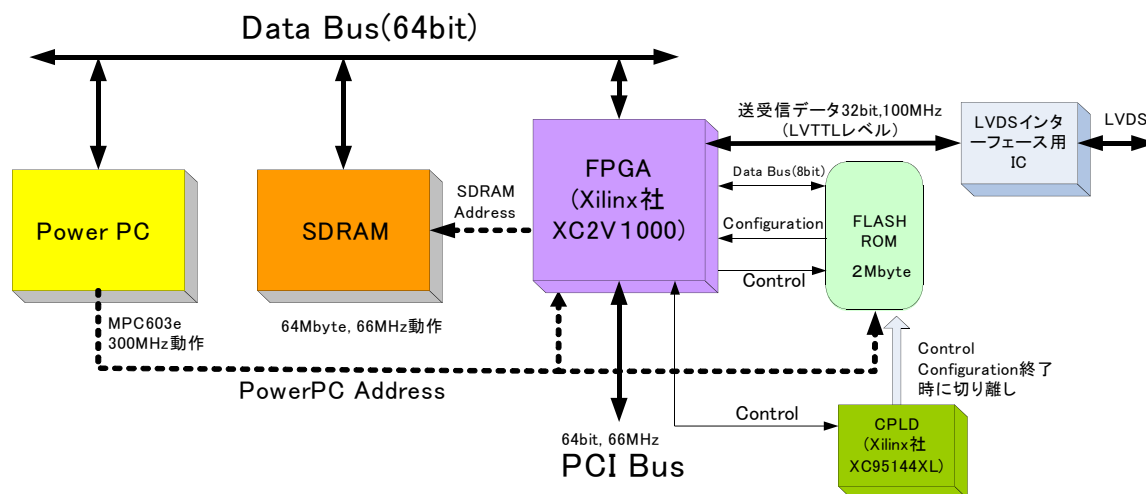 Data Bus(64bit)
送受信データ32bit,100MHz
(LVTTLレベル)
LVDSインタ
ーフェース用
IC
LVDS
Power PC
SDRAM
SDRAM
Address
FPGA
(Xilinx社
XC2V1000)
Data Bus(8bit)
Configuration
Control
FLASH
ROM
2Mbyte
MPC603e
300MHz動作
64Mbyte, 66MHz動作
PowerPC Address
Control
Configuration終了
時に切り離し
Control
64bit, 66MHz
PCI Bus
CPLD
(Xilinx社
XC95144XL)